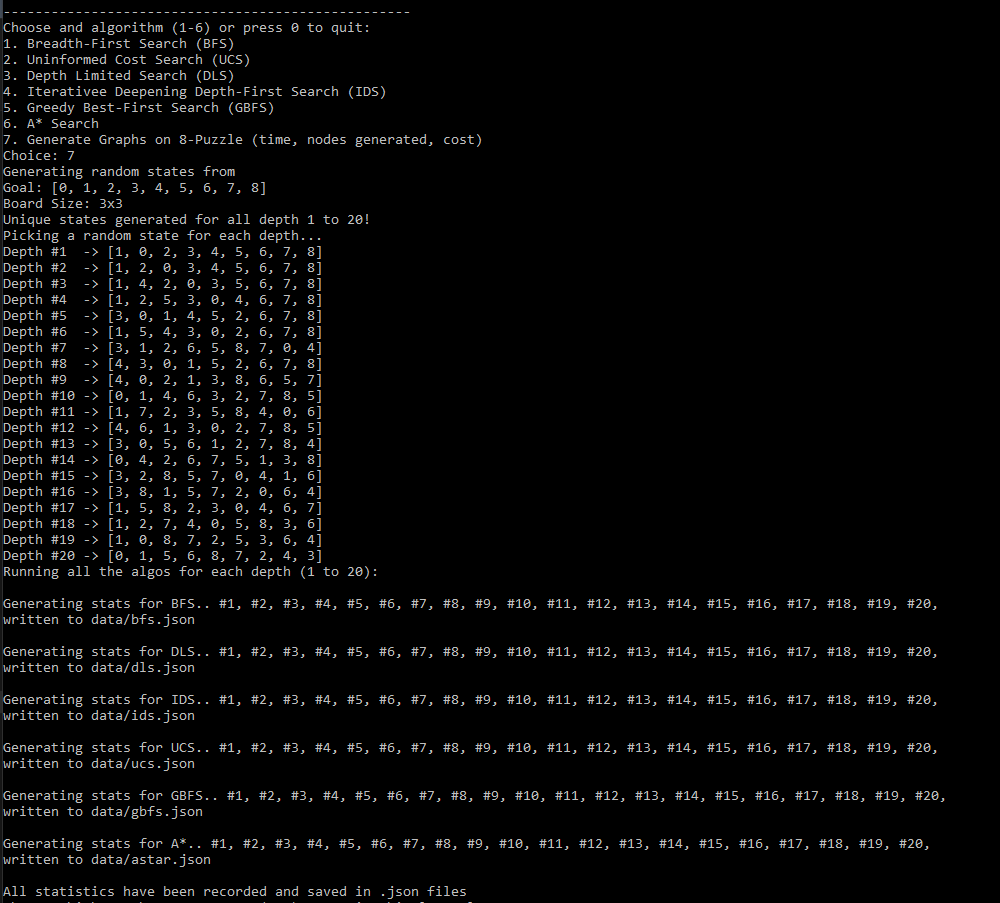 ---------------------------------------------------
Choose and algorithm (1-6) or press 0 to quit:
1. Breadth-First Search (BFS)
2. Uninformed Cost Search (UCS)
3. Depth Limited Search (DLS)
4. Iterativee Deepening Depth-First Search (IDS)
5. Greedy Best-First Search (GBFS)
6. A* Search
7. Generate Graphs on 8-Puzzle (time, nodes generated, cost)
Choice: 7
Generating random states from
Goal: [0, 1, 2, 3, 4, 5, 6, 7, 8]
Board Size: 3x3
Unique states generated for all depth 1 to 20!
Picking a random state for each depth...
Depth #1  -> [1, 0, 2, 3, 4, 5, 6, 7, 8]
Depth #2  -> [1, 2, 0, 3, 4, 5, 6, 7, 8]
Depth #3  -> [1, 4, 2, 0, 3, 5, 6, 7, 8]
Depth #4  -> [1, 2, 5, 3, 0, 4, 6, 7, 8]
Depth #5  -> [3, 0, 1, 4, 5, 2, 6, 7, 8]
Depth #6  -> [1, 5, 4, 3, 0, 2, 6, 7, 8]
Depth #7  -> [3, 1, 2, 6, 5, 8, 7, 0, 4]
Depth #8  -> [4, 3, 0, 1, 5, 2, 6, 7, 8]
Depth #9  -> [4, 0, 2, 1, 3, 8, 6, 5, 7]
Depth #10 -> [0, 1, 4, 6, 3, 2, 7, 8, 5]
Depth #11 -> [1, 7, 2, 3, 5, 8, 4, 0, 6]
Depth #12 -> [4, 6, 1, 3, 0, 2, 7, 8, 5]
Depth #13 -> [3, 0, 5, 6, 1, 2, 7, 8, 4]
Depth #14 -> [0, 4, 2, 6, 7, 5, 1, 3, 8]
Depth #15 -> [3, 2, 8, 5, 7, 0, 4, 1, 6]
Depth #16 -> [3, 8, 1, 5, 7, 2, 0, 6, 4]
Depth #17 -> [1, 5, 8, 2, 3, 0, 4, 6, 7]
Depth #18 -> [1, 2, 7, 4, 0, 5, 8, 3, 6]
Depth #19 -> [1, 0, 8, 7, 2, 5, 3, 6, 4]
Depth #20 -> [0, 1, 5, 6, 8, 7, 2, 4, 3]
Running all the algos for each depth (1 to 20):
Generating stats for BFS.. #1, #2, #3, #4, #5, #6, #7, #8, #9, #10, #11, #12, #13, #14, #15, #16, #17, #18, #19, #20,
written to data/bfs.json
Generating stats for DLS.. #1, #2, #3, #4, #5, #6, #7, #8, #9, #10, #11, #12, #13, #14, #15, #16, #17, #18, #19, #20,
written to data/dls.json
Generating stats for IDS.. #1, #2, #3, #4, #5, #6, #7, #8, #9, #10, #11, #12, #13, #14, #15, #16, #17, #18, #19, #20,
written to data/ids.json
Generating stats for UCS.. #1, #2, #3, #4, #5, #6, #7, #8, #9, #10, #11, #12, #13, #14, #15, #16, #17, #18, #19, #20,
written to data/ucs.json
Generating stats for GBFS.. #1, #2, #3, #4, #5, #6, #7, #8, #9, #10, #11, #12, #13, #14, #15, #16, #17, #18, #19, #20,
written to data/gbfs.json
Generating stats for A*.. #1, #2, #3, #4, #5, #6, #7, #8, #9, #10, #11, #12, #13, #14, #15, #16, #17, #18, #19, #20,
written to data/astar.json
All statistics have been recorded and saved in .json files